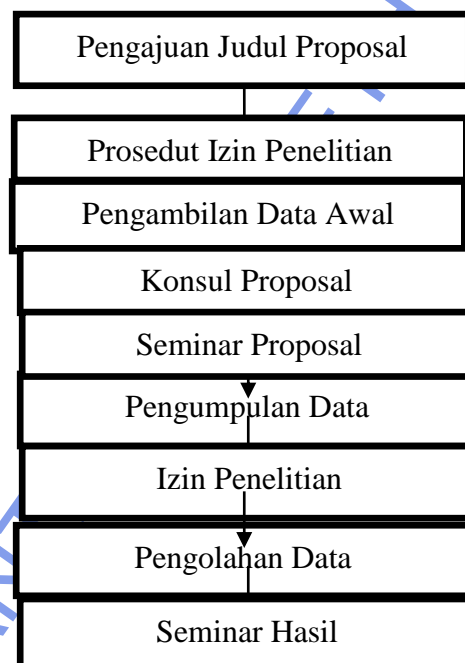 Pengajuan Judul Proposal
Prosedut Izin Penelitian
Pengambilan Data Awal
Konsul Proposal
Seminar Proposal
Pengumpulan Data
Izin Penelitian
Pengolahan Data
Seminar Hasil